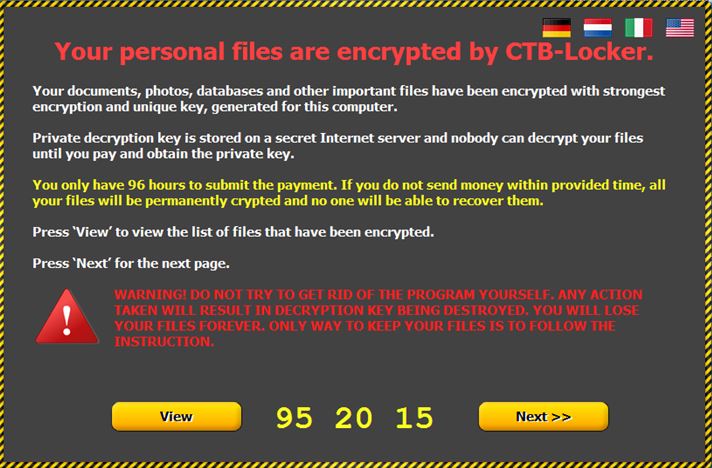 Your personal files are encrypted by CTB-Locker.
Your documents, photos, databases and other important files have been encrypted with strongest
encryption and unique key, generated for this computer.
Private decryption key is stored on a secret Internet server and nobody can decrypt your files
until you pay and obtain the private key.
You only have 96 hours to submit the payment. If you do not send money within provided time, all
your files will be permanently crypted and no one will be able to recover them.
Press ‘View’ to view the list of files that have been encrypted.
Press ‘Next’ for the next page.
WARNING! DO NOT TRY TO GET RID OF THE PROGRAM YOURSELF. ANY ACTION
TAKEN WILL RESULT IN DECRYPTION KEY BEING DESTROYED. YOU WILL LOSE
YOUR FILES FOREVER. ONLY WAY TO KEEP YOUR FILES IS TO FOLLOW THE
INSTRUCTION.
View 95 20 15 Next >>